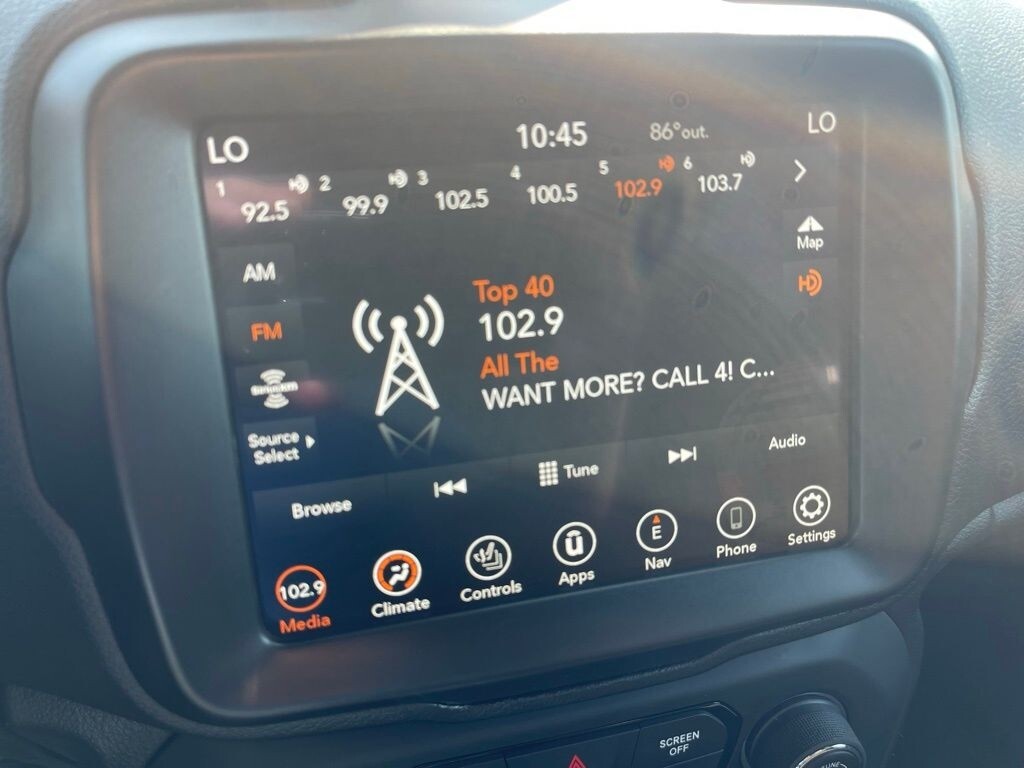 LO 10:45 86°out. LO
1 92.5 2 99.9 3 102.5 4 100.5 5 102.9 6 103.7
Map
AM
FM
SiriusXM
Source
Select
Top 40
102.9
All The
WANT MORE? CALL 4! C...
Browse Tune Audio
102.9 E
Media Climate Controls Apps Nav Phone Settings
SCREEN
OFF